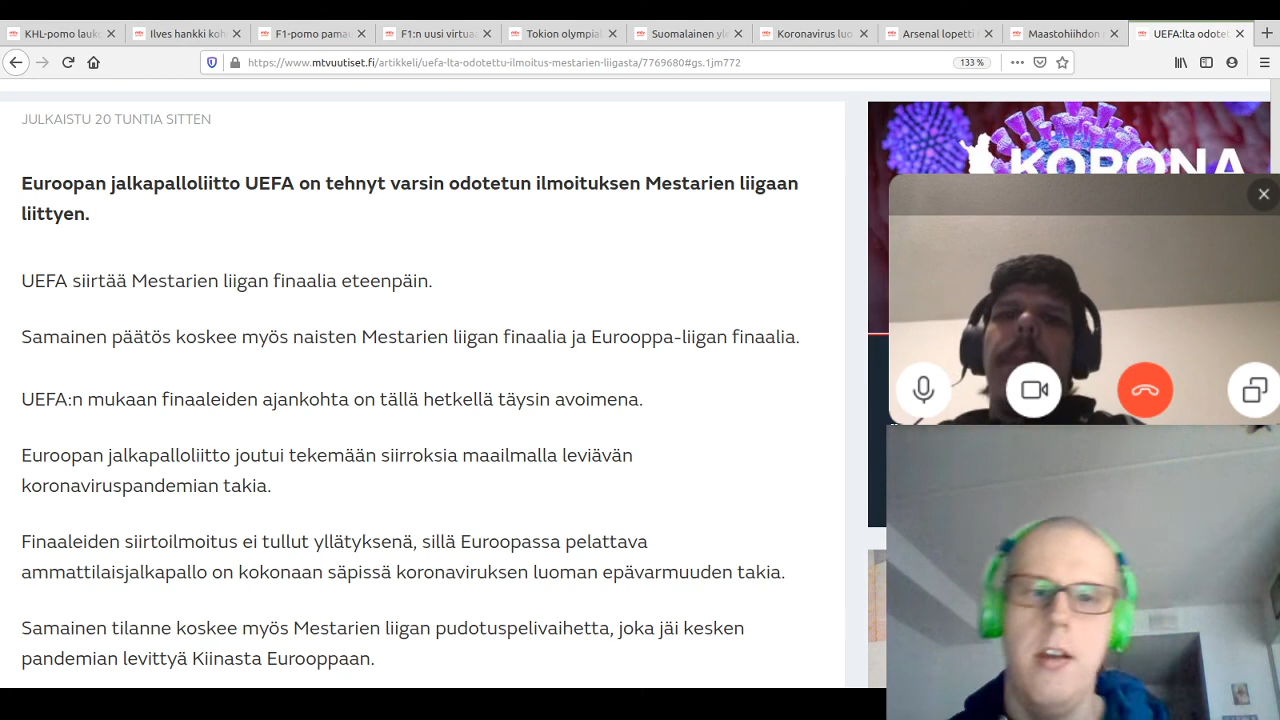 KHL-pomo lauko
Ilves hankki koh
F1-pomo pama
F1:n uusi virtua
Tokion olympia
Suomalainen yle
Koronavirus luo
Arsenal lopetti
Maastohiihdon
UEFA:lta odotet
https://www.mtvuutiset.fi/artikkeli/uefa-lta-odotettu-ilmoitus-mestarien-liigasta/7769680#gs.1jm772
133 %
JULKAISTU 20 TUNTIA SITTEN
Euroopan jalkapalloliitto UEFA on tehnyt varsin odotetun ilmoituksen Mestarien liigaan
liittyen.
UEFA siirtää Mestarien liigan finaalia eteenpäin.
Samainen päätös koskee myös naisten Mestarien liigan finaalia ja Eurooppa-liigan finaalia.
UEFA:n mukaan finaaleiden ajankohta on tällä hetkellä täysin avoimena.
Euroopan jalkapalloliitto joutui tekemään siirroksia maailmalla leviävän
koronaviruspandemian takia.
Finaaleiden siirtoilmoitus ei tullut yllätyksenä, sillä Euroopassa pelattava
ammattilaisjalkapallo on kokonaan säpissä koronaviruksen luoman epävarmuuden takia.
Samainen tilanne koskee myös Mestarien liigan pudotuspelivaihetta, joka jäi kesken
pandemian levittyä Kiinasta Eurooppaan.
KORONA